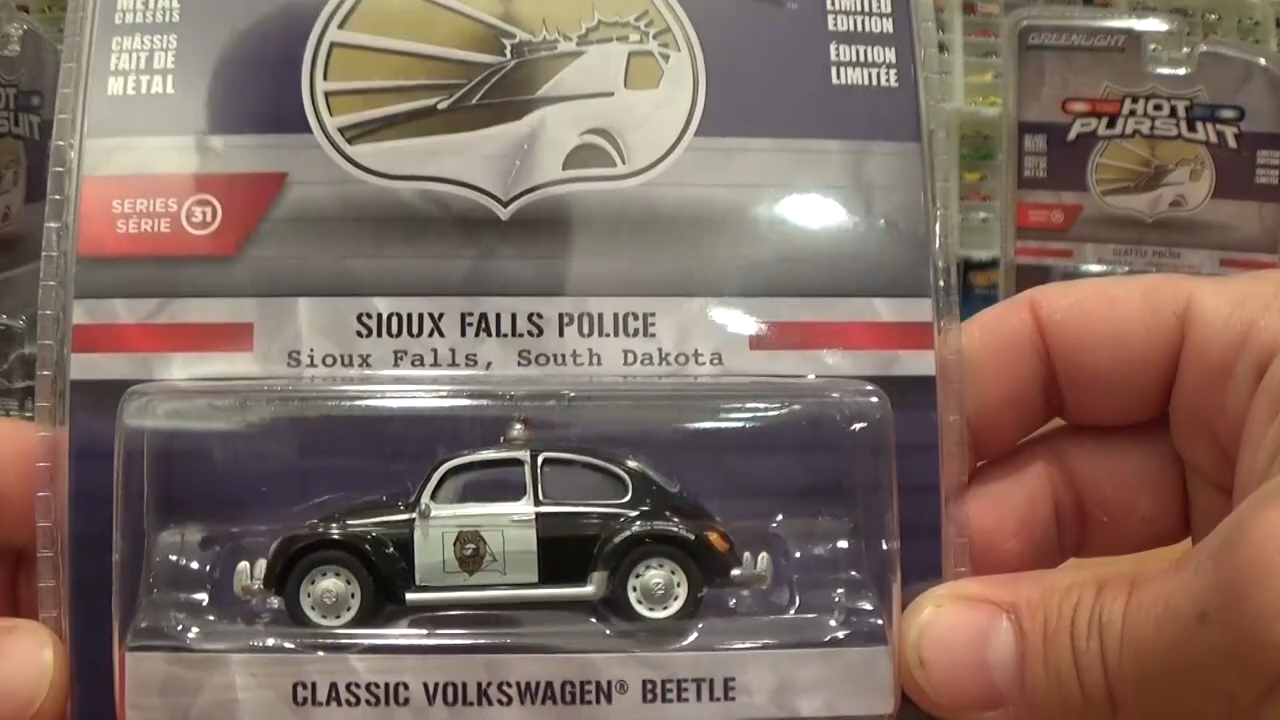 METAL
CHASSIS
CHÂSSIS
FAIT DE
MÉTAL
LIMITED
EDITION
ÉDITION
LIMITÉE
SERIES
SÉRIE
31
SIOUX FALLS POLICE
Sioux Falls, South Dakota
CLASSIC VOLKSWAGEN® BEETLE
GREENLIGHT
HOT
PURSUIT
SEATTLE POLICE